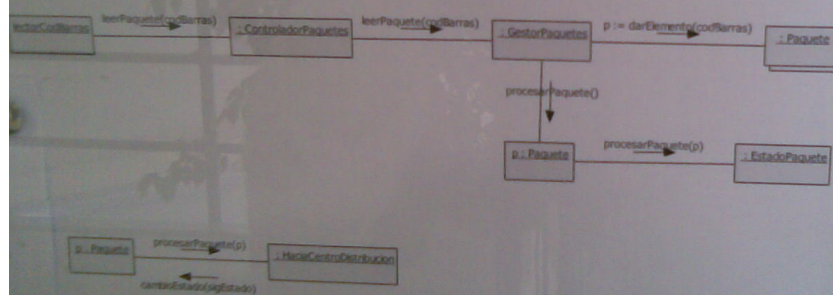 lectorCodBarras
leerPaquete(codBarras)
: ControladorPaquetes
leerPaquete(codBarras)
: GestorPaquetes
p := darElemento(codBarras)
: Paquete
procesarPaquete()
p : Paquete
procesarPaquete(p)
: EstadoPaquete
p : Paquete
procesarPaquete(p)
: HaciaCentroDistribucion
cambioEstado(sigEstado)